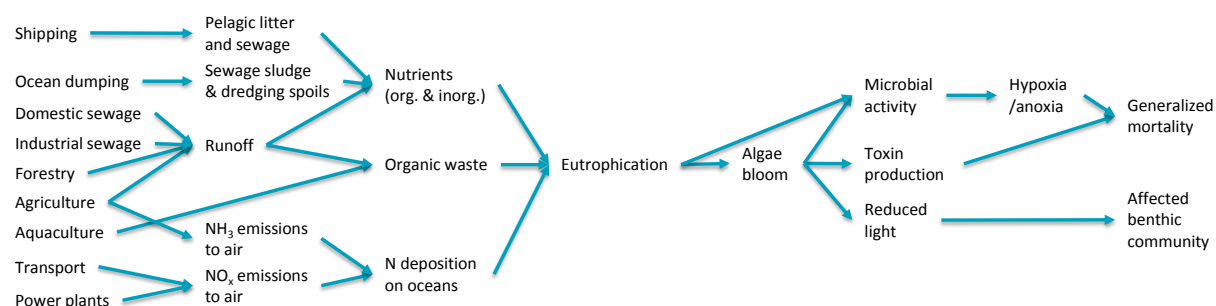 Shipping
Ocean dumping
Domestic sewage
Industrial sewage
Forestry
Agriculture
Aquaculture
Transport
Power plants
Pelagic litter
and sewage
Sewage sludge
& dredging spoils
Runoff
NH₃ emissions
to air
NOₓ emissions
to air
Nutrients
(org. & inorg.)
Organic waste
N deposition
on oceans
Eutrophication
Algae
bloom
Microbial
activity
Toxin
production
Reduced
light
Hypoxia
/anoxia
Generalized
mortality
Affected
benthic
community